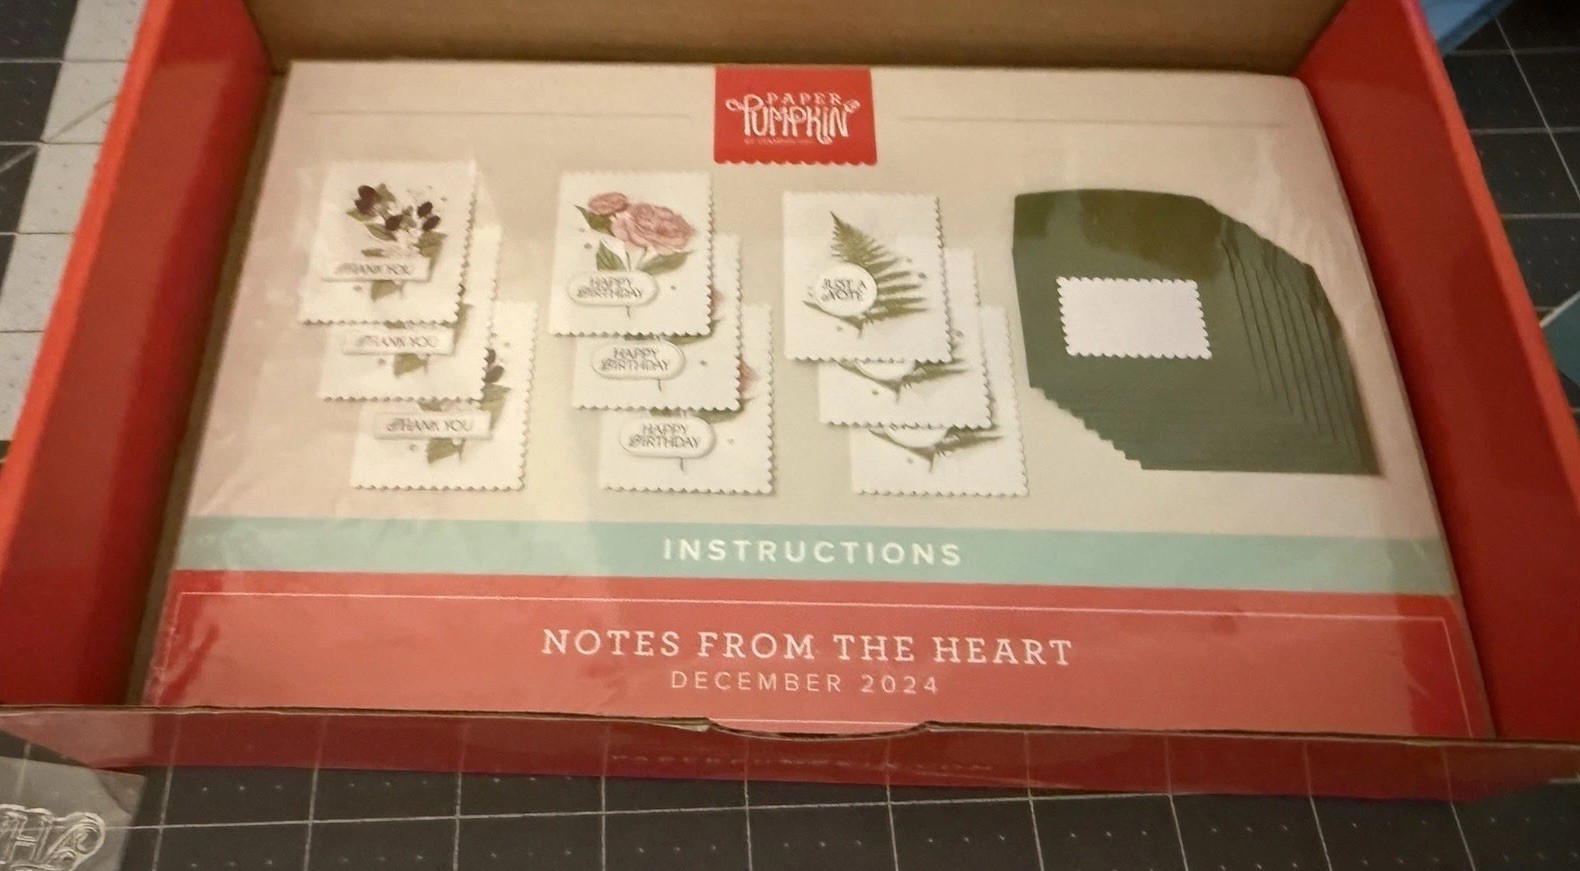 PAPER
PUMPKIN
THANK YOU
THANK YOU
THANK YOU
HAPPY
BIRTHDAY
HAPPY
BIRTHDAY
HAPPY
BIRTHDAY
JUST A
NOTE
INSTRUCTIONS
NOTES FROM THE HEART
DECEMBER 2024